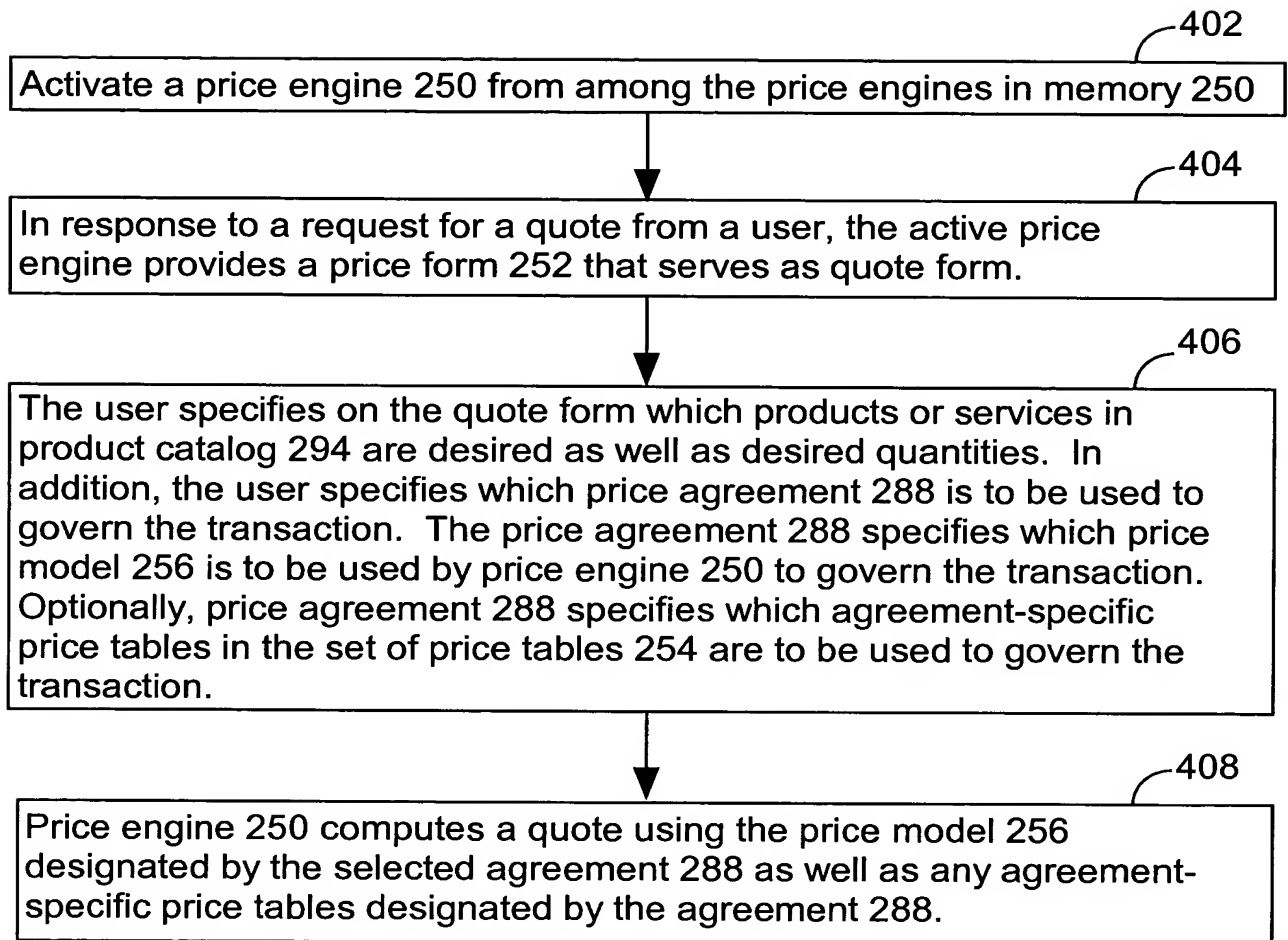 402
Activate a price engine 250 from among the price engines in memory 250
404
In response to a request for a quote from a user, the active price
engine provides a price form 252 that serves as quote form.
406
The user specifies on the quote form which products or services in
product catalog 294 are desired as well as desired quantities.  In
addition, the user specifies which price agreement 288 is to be used to
govern the transaction.  The price agreement 288 specifies which price
model 256 is to be used by price engine 250 to govern the transaction.
Optionally, price agreement 288 specifies which agreement-specific
price tables in the set of price tables 254 are to be used to govern the
transaction.
408
Price engine 250 computes a quote using the price model 256
designated by the selected agreement 288 as well as any agreement-
specific price tables designated by the agreement 288.